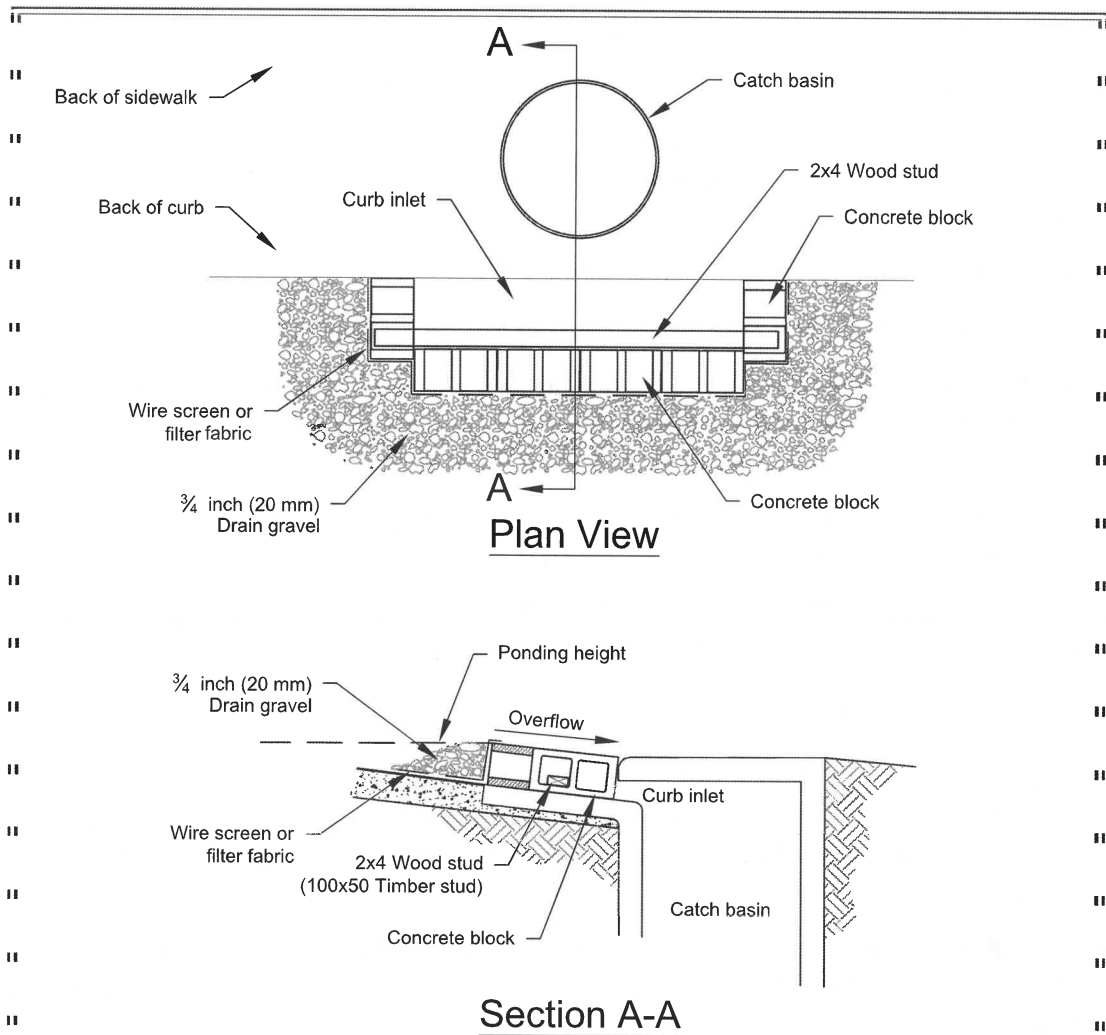 A
Back of sidewalk
Catch basin
2x4 Wood stud
Back of curb
Curb inlet
Concrete block
Wire screen or
filter fabric
¾ inch (20 mm)
Drain gravel
A
Concrete block
Plan View
Ponding height
¾ inch (20 mm)
Drain gravel
Overflow
Curb inlet
Wire screen or
filter fabric
2x4 Wood stud
(100x50 Timber stud)
Catch basin
Concrete block
Section A-A